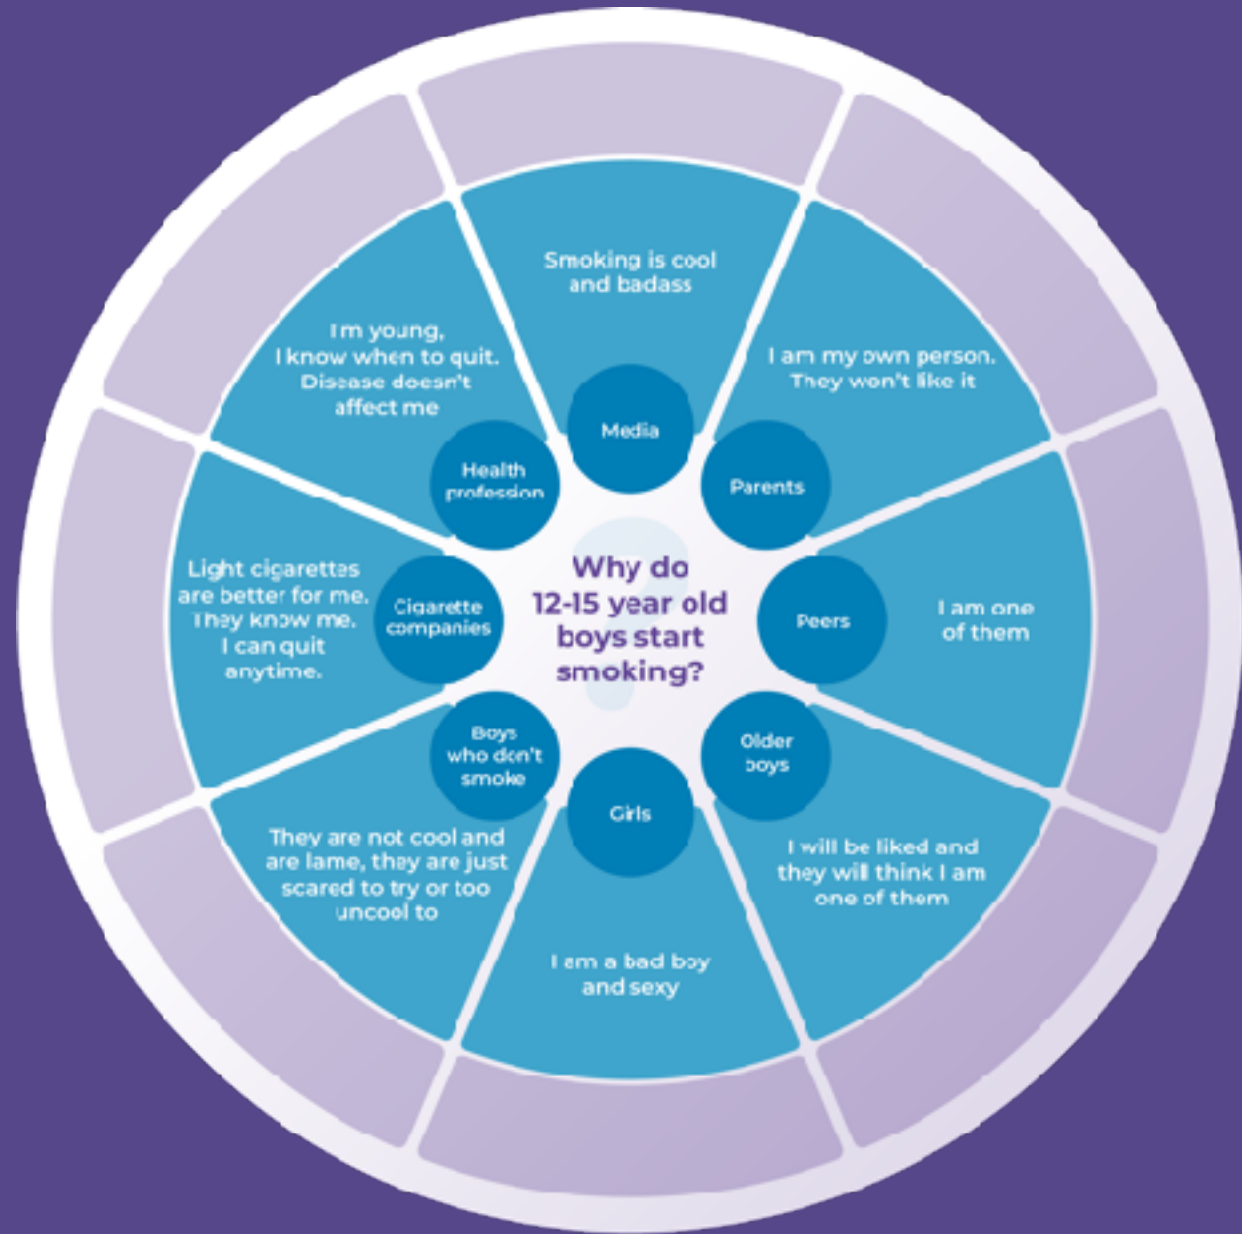 Why do
12-15 year old
boys start
smoking?
Media
Smoking is cool
and badass
Parents
I am my own person.
They won't like it
Peers
I am one
of them
Older
boys
I will be liked and
they will think I am
one of them
Girls
I am a bad boy
and sexy
Boys
who don't
smoke
They are not cool and
are lame, they are just
scared to try or too
uncool to
Cigarette
companies
Light cigarettes
are better for me.
They know me.
I can quit
anytime.
Health
profession
I'm young,
I know when to quit.
Disease doesn't
affect me